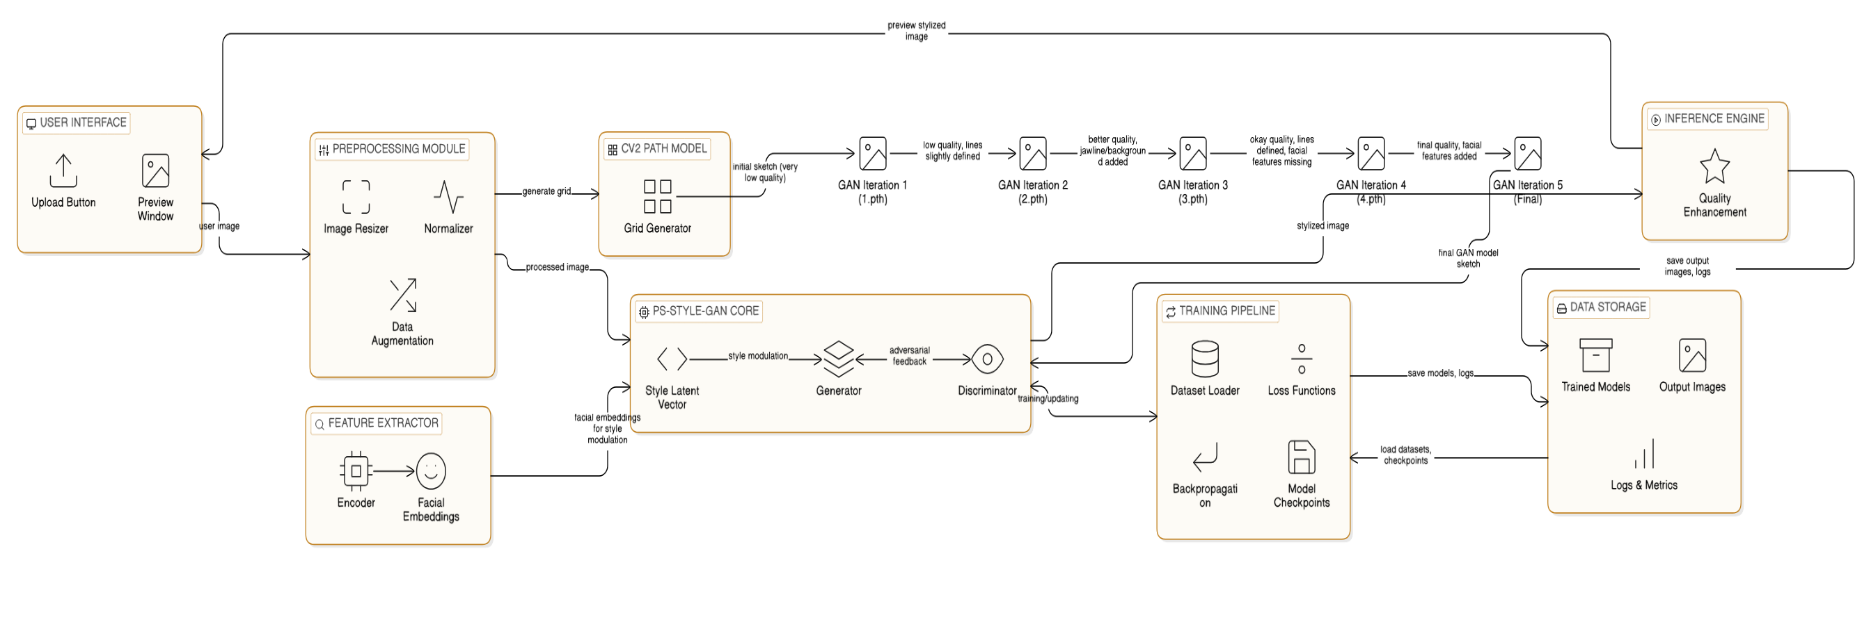 preview stylized
image
USER INTERFACE
Upload Button
Preview
Window
user image
PREPROCESSING MODULE
Image Resizer
Normalizer
Data
Augmentation
generate grid
processed image
CV2 PATH MODEL
Grid Generator
initial sketch (very
low quality)
GAN Iteration 1
(1.pth)
low quality, lines
slightly defined
GAN Iteration 2
(2.pth)
better quality,
jawline/backgroun
d added
GAN Iteration 3
(3.pth)
okay quality, lines
defined, facial
features missing
GAN Iteration 4
(4.pth)
final quality, facial
features added
GAN Iteration 5
(Final)
stylized image
final GAN model
sketch
INFERENCE ENGINE
Quality
Enhancement
save output
images, logs
FEATURE EXTRACTOR
Encoder
Facial
Embeddings
facial embeddings
for style
modulation
PS-STYLE-GAN CORE
Style Latent
Vector
style modulation
Generator
adversarial
feedback
Discriminator
training/updating
TRAINING PIPELINE
Dataset Loader
Loss Functions
Backpropagati
on
Model
Checkpoints
save models, logs
load datasets,
checkpoints
DATA STORAGE
Trained Models
Output Images
Logs & Metrics